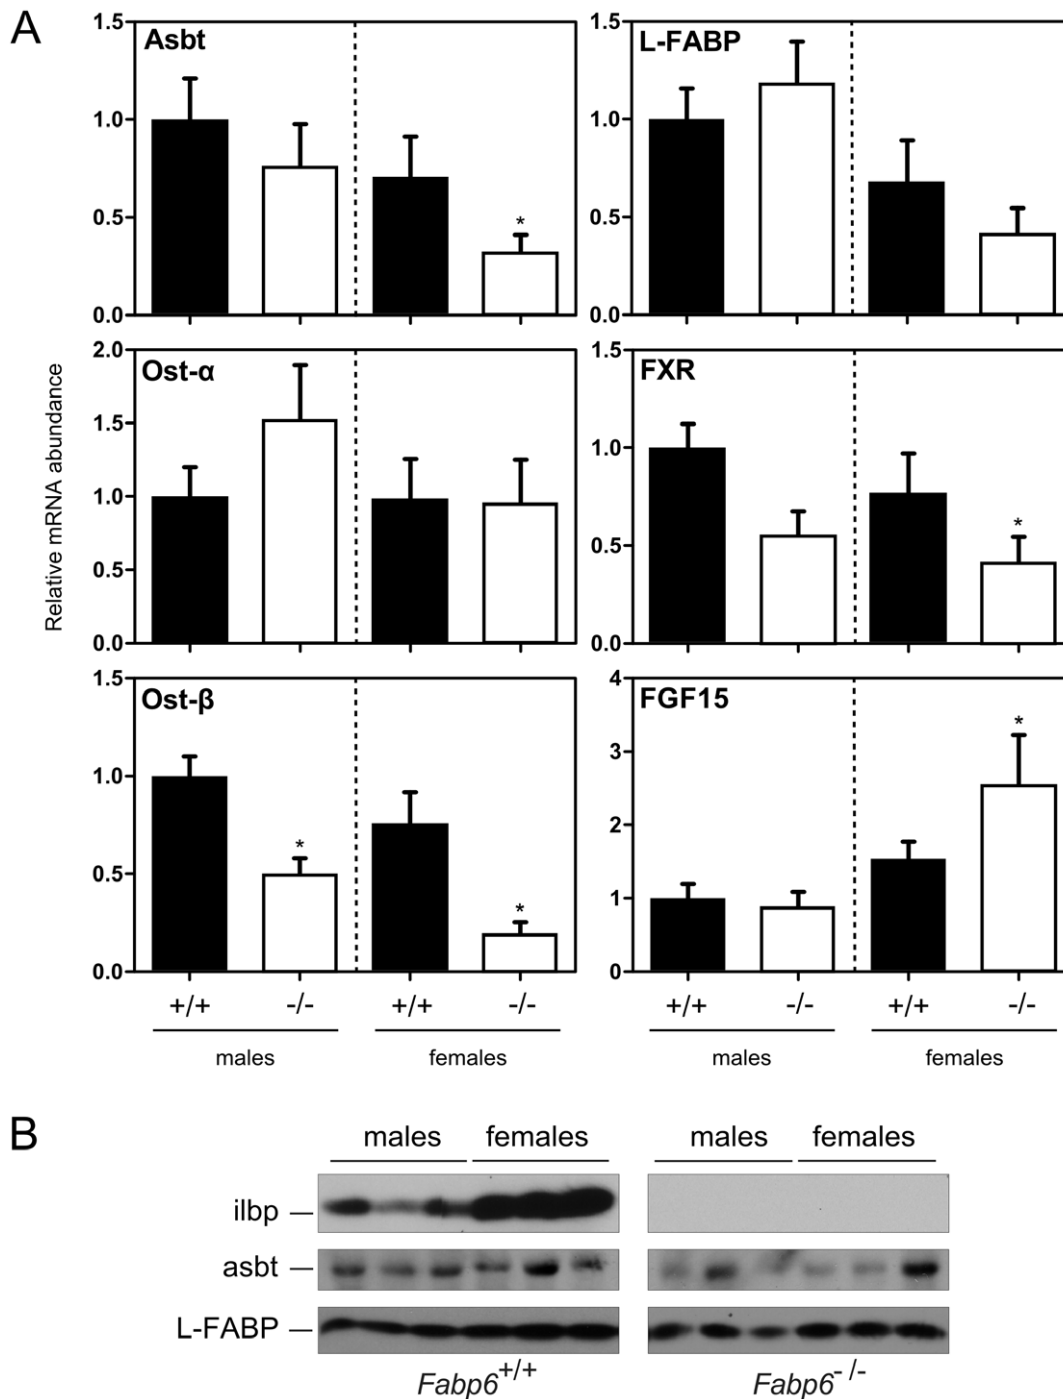 A
Relative mRNA abundance
Asbt
1.5
1.0
0.5
0.0
*
L-FABP
1.5
1.0
0.5
0.0
Ost-α
2.0
1.5
1.0
0.5
0.0
FXR
1.5
1.0
0.5
0.0
*
Ost-β
1.5
1.0
0.5
0.0
*
*
FGF15
4
3
2
1
0
*
+/+ -/- +/+ -/- +/+ -/- +/+ -/-
males females males females
B
males females males females
ilbp
asbt
L-FABP
Fabp6+/+ Fabp6-/-